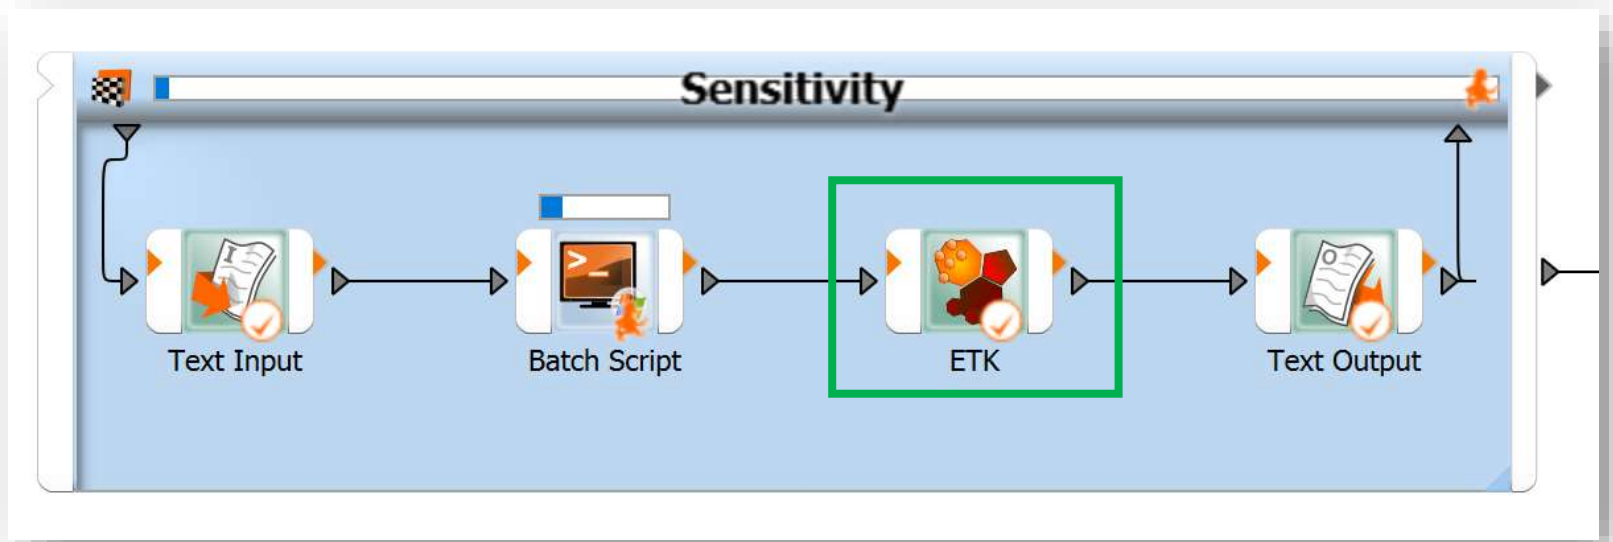 Sensitivity
Text Input
Batch Script
ETK
Text Output